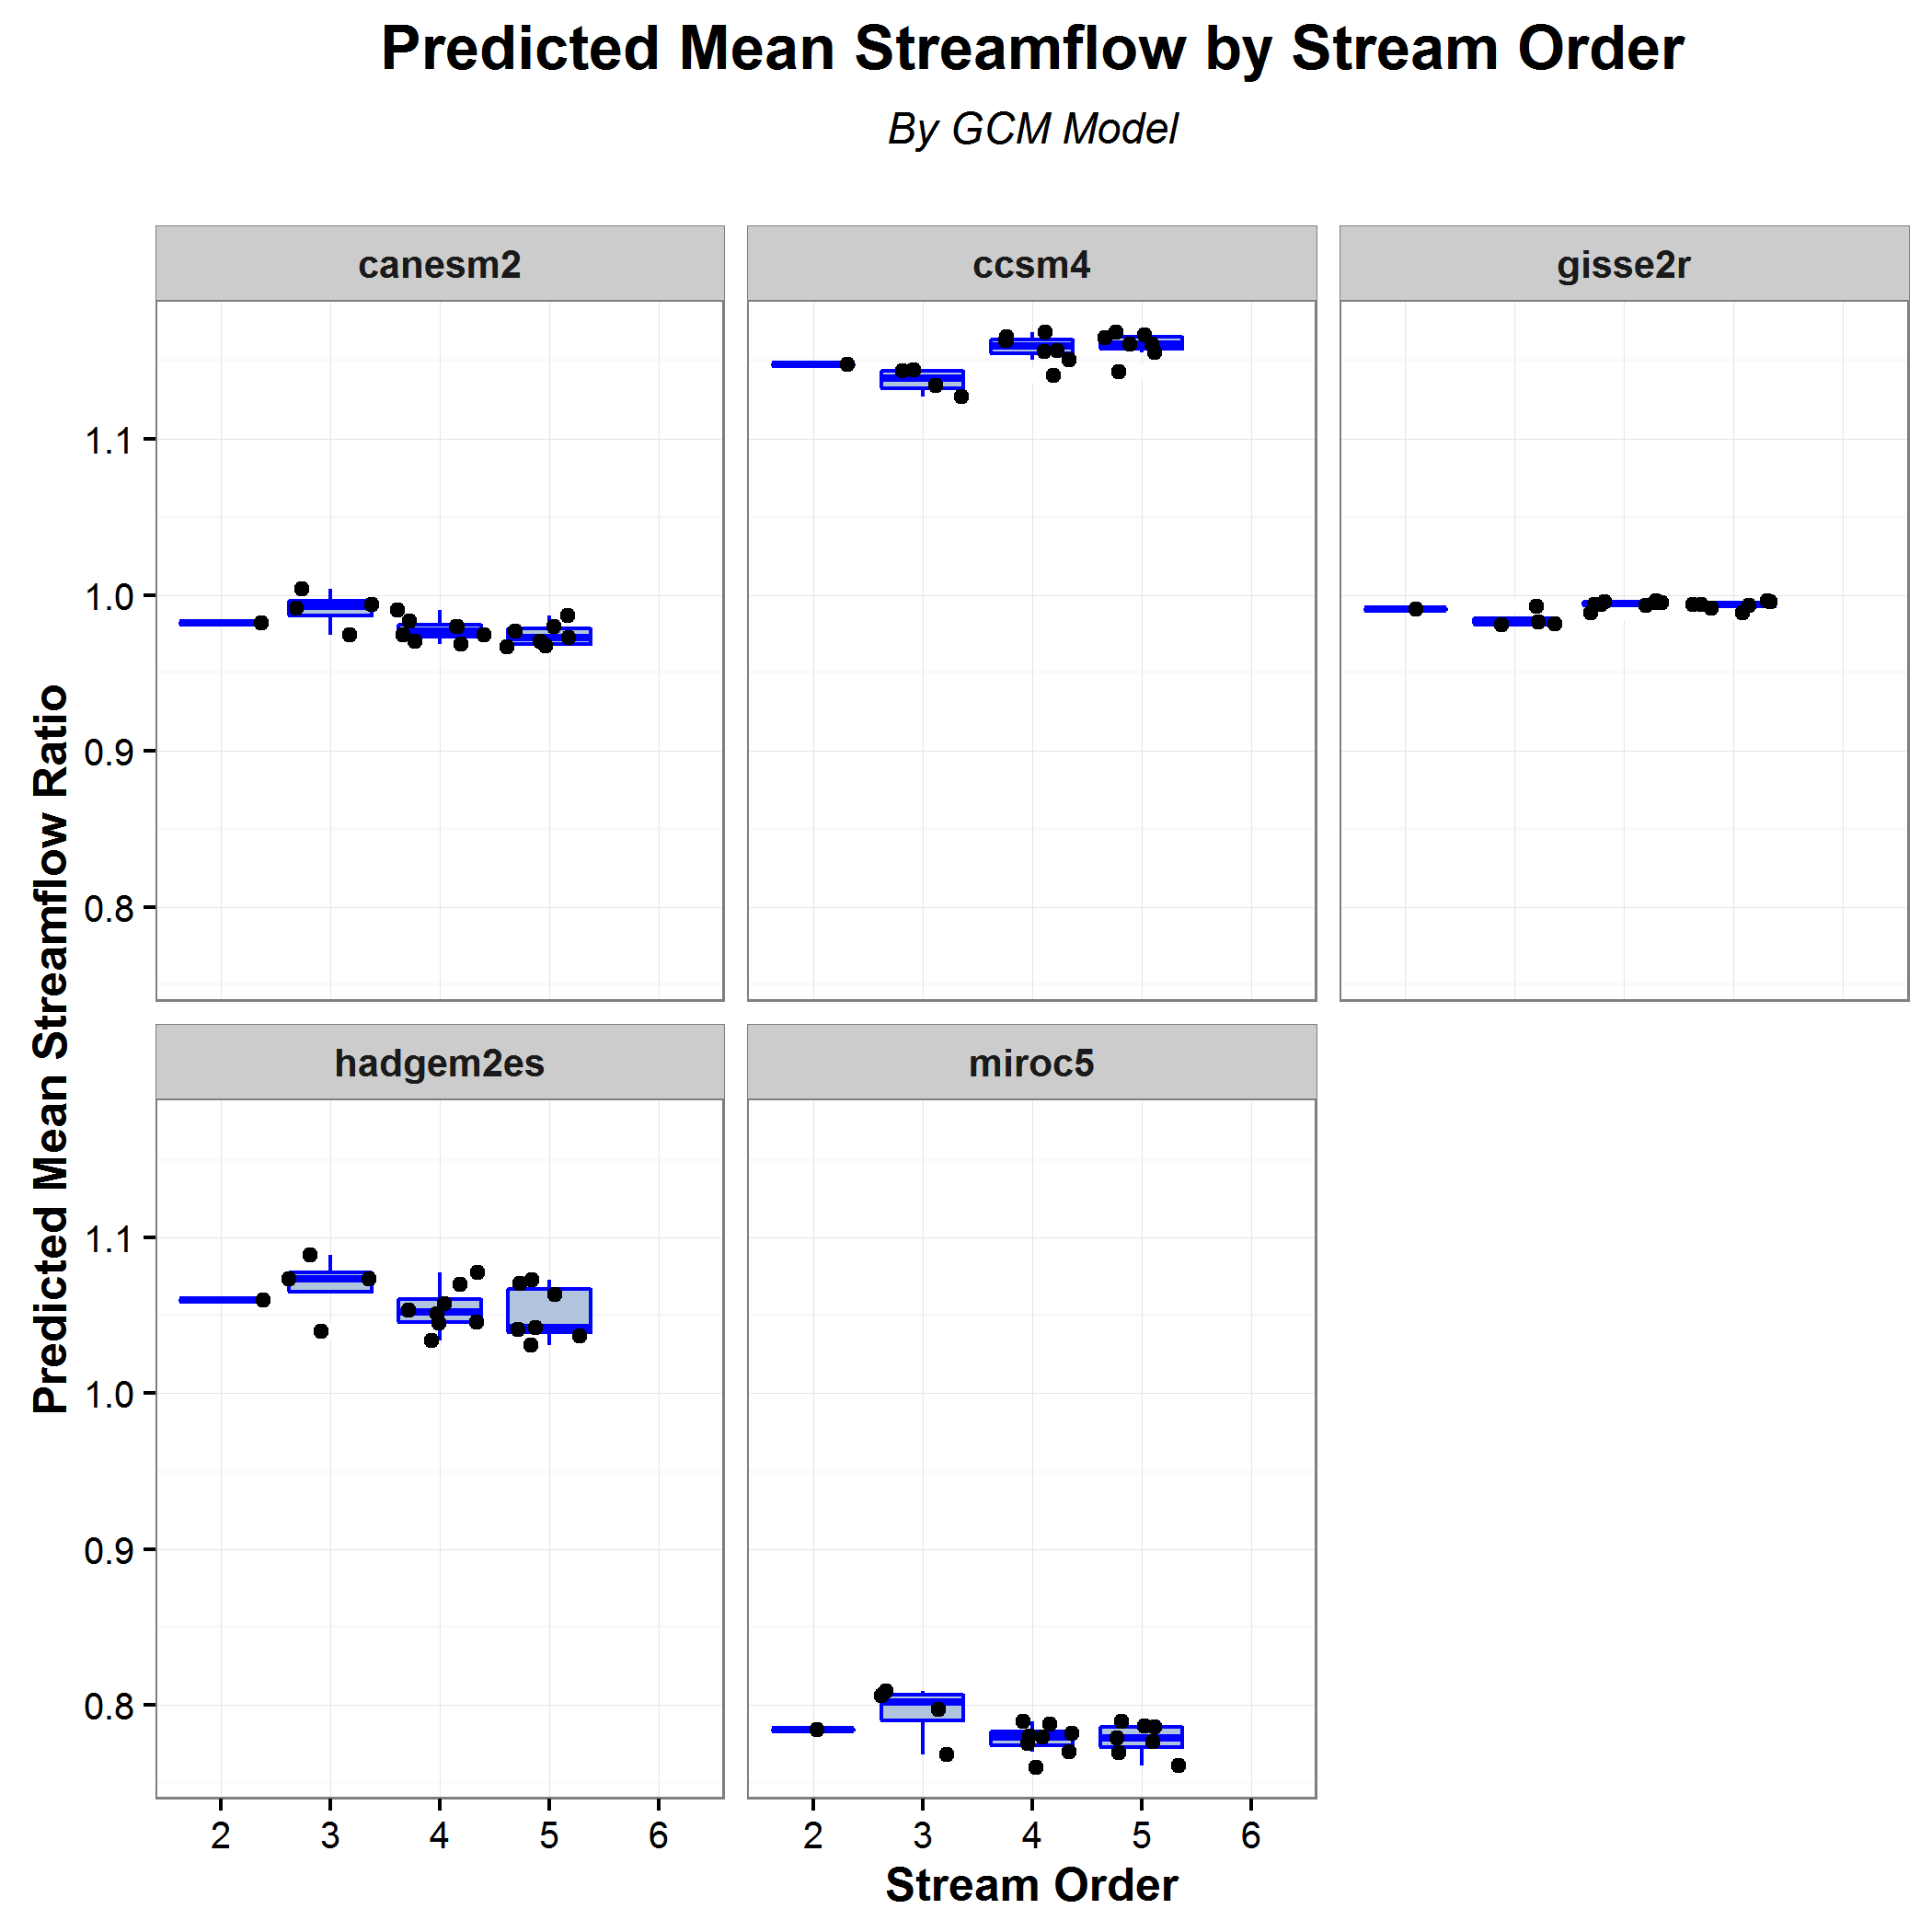 Predicted Mean Streamflow by Stream Order
By GCM Model
canesm2
ccsm4
gisse2r
1.1
1.0
0.9
0.8
Predicted Mean Streamflow Ratio
hadgem2es
miroc5
1.1
1.0
0.9
0.8
2 3 4 5 6
2 3 4 5 6
Stream Order